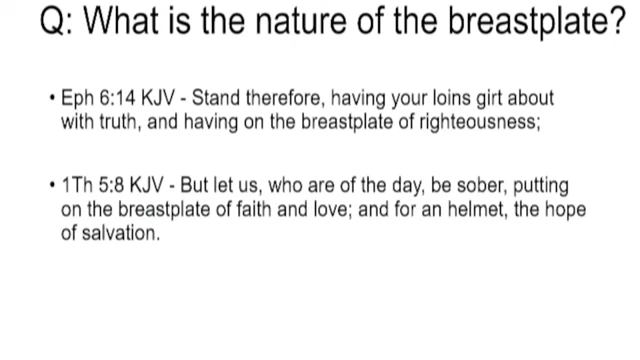 Q: What is the nature of the breastplate?
• Eph 6:14 KJV - Stand therefore, having your loins girt about
with truth, and having on the breastplate of righteousness;
• 1Th 5:8 KJV - But let us, who are of the day, be sober, putting
on the breastplate of faith and love; and for an helmet, the hope
of salvation.